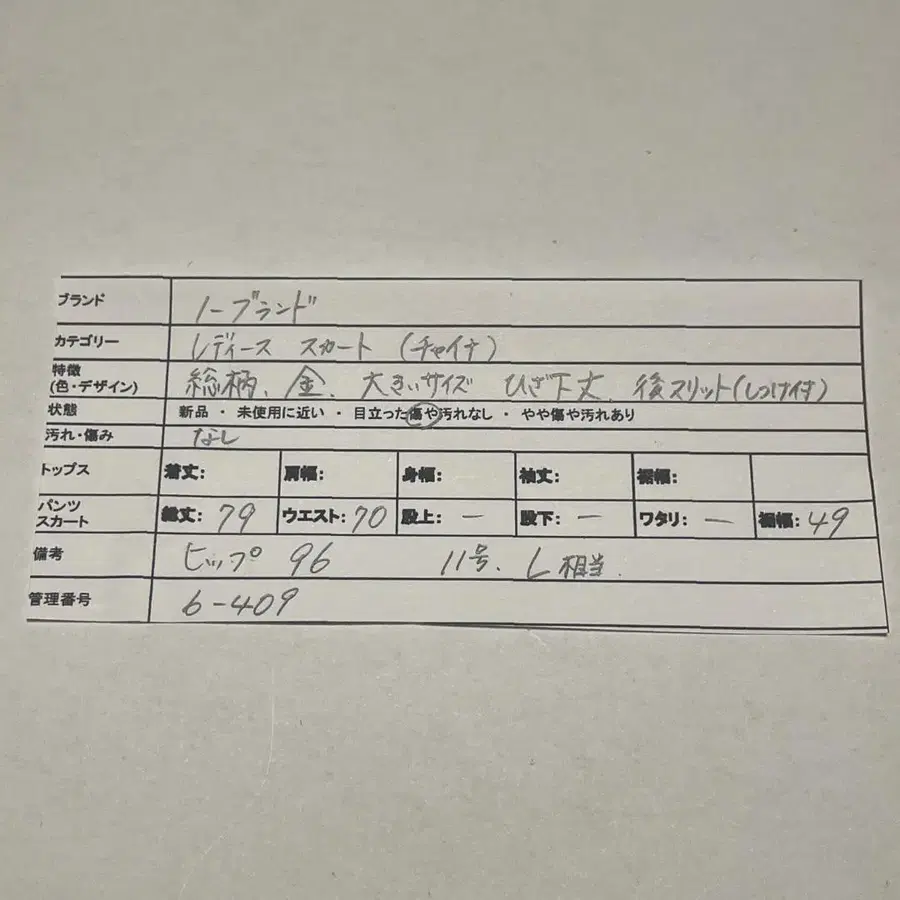 ブランド ノーブランド
カテゴリー レディース スカート (チャイナ)
特徴
(色・デザイン) 総柄、金、大きいサイズ ひざ下丈、後スリット(しつけ付)
状態 新品 ・ 未使用に近い ・ 目立った傷や汚れなし ・ やや傷や汚れあり
汚れ・傷み なし
トップス 着丈: 肩幅: 身幅: 袖丈: 裾幅:
パンツ
スカート 総丈: 79 ウエスト: 70 股上: ー 股下: ー ワタリ: ー 裾幅: 49
備考 ヒップ 96 11号、L相当.
管理番号 6-409